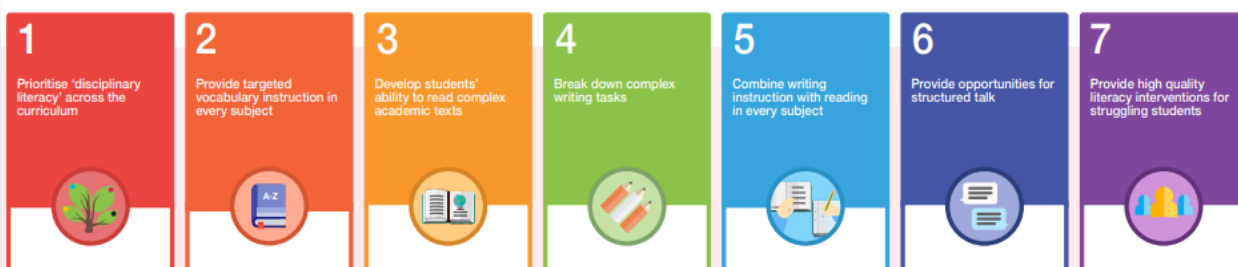 1
Prioritise ‘disciplinary
literacy’ across the
curriculum
2
Provide targeted
vocabulary instruction in
every subject
A-Z
3
Develop students’
ability to read complex
academic texts
4
Break down complex
writing tasks
5
Combine writing
instruction with reading
in every subject
6
Provide opportunities for
structured talk
7
Provide high quality
literacy interventions for
struggling students